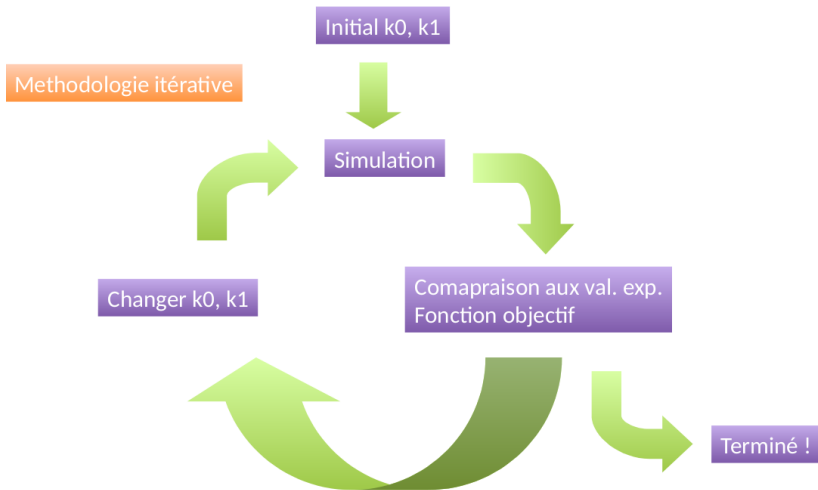 Initial k0, k1
Methodologie itérative
Simulation
Changer k0, k1
Comapraison aux val. exp.
Fonction objectif
Terminé !